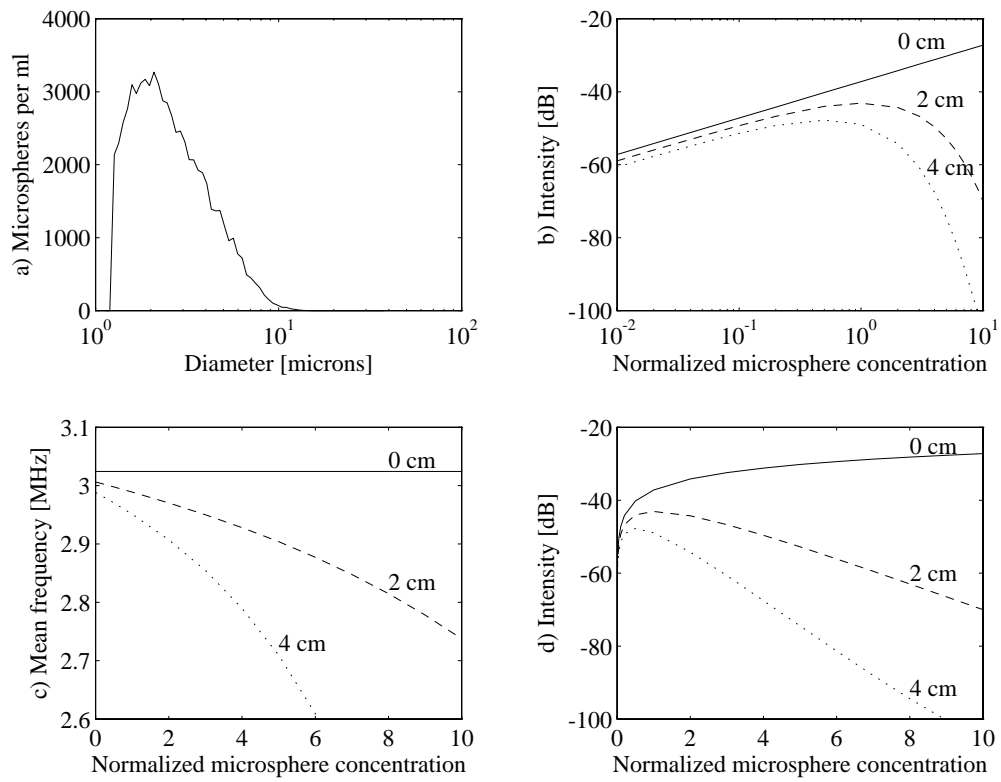 4000
3000
2000
1000
0
a) Microspheres per ml
10^0
10^1
10^2
Diameter [microns]
-20
-40
-60
-80
-100
b) Intensity [dB]
0 cm
2 cm
4 cm
10^-2
10^-1
10^0
10^1
Normalized microsphere concentration
3.1
3
2.9
2.8
2.7
2.6
c) Mean frequency [MHz]
0 cm
2 cm
4 cm
0
2
4
6
8
10
Normalized microsphere concentration
-20
-40
-60
-80
-100
d) Intensity [dB]
0 cm
2 cm
4 cm
0
2
4
6
8
10
Normalized microsphere concentration